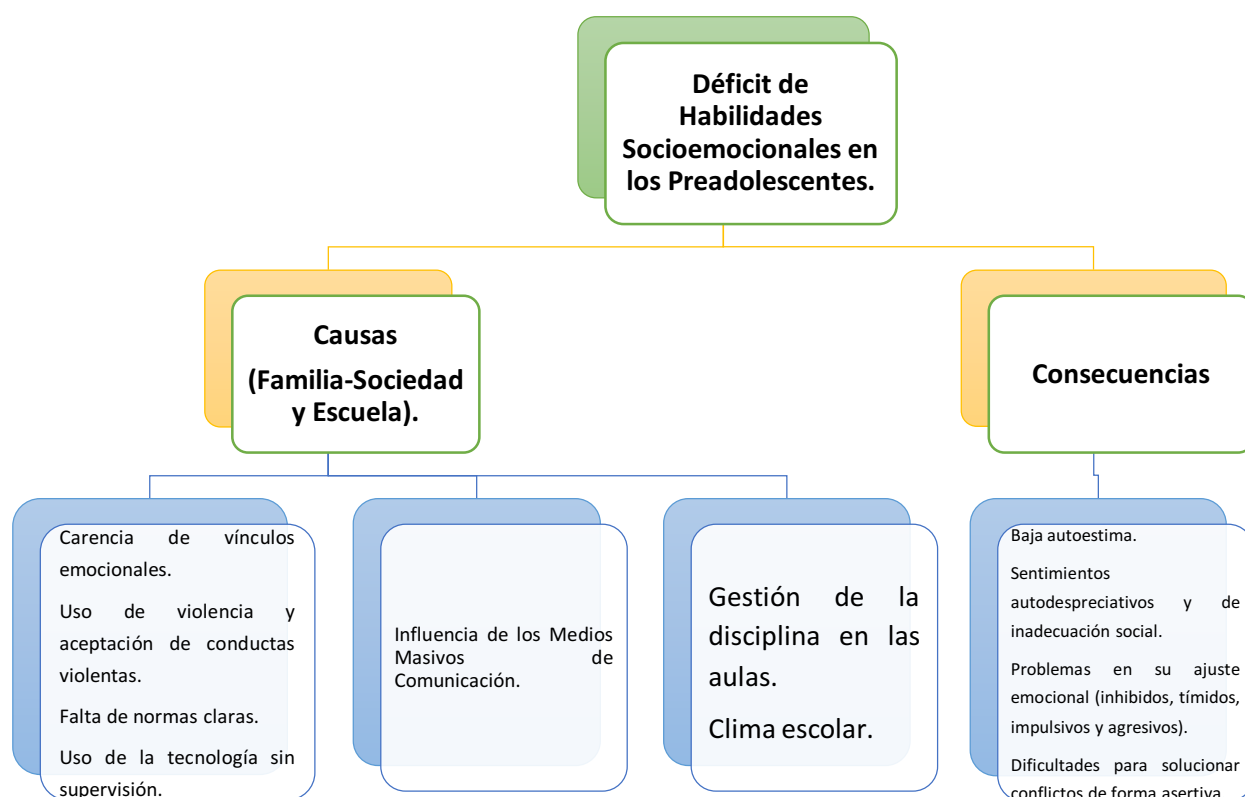 Déficit de
Habilidades
Socioemocionales en
los Preadolescentes.
Causas
(Familia-Sociedad
y Escuela).
Consecuencias
Carencia de vínculos
emocionales.
Uso de violencia y
aceptación de conductas
violentas.
Falta de normas claras.
Uso de la tecnología sin
supervisión.
Influencia de los Medios
Masivos de
Comunicación.
Gestión de la
disciplina en las
aulas.
Clima escolar.
Baja autoestima.
Sentimientos
autodespreciativos y de
inadecuación social.
Problemas en su ajuste
emocional (inhibidos, tímidos,
impulsivos y agresivos).
Dificultades para solucionar
conflictos de forma asertiva